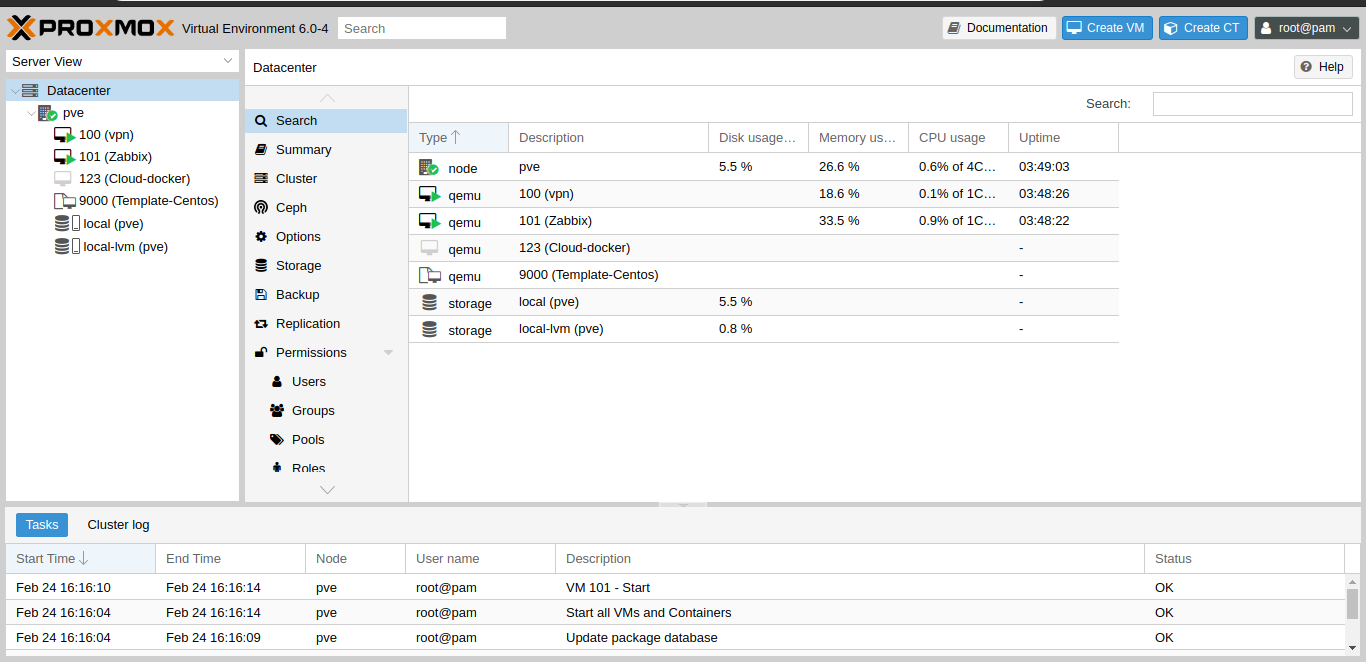 PROXMOX Virtual Environment 6.0-4 Search Documentation Create VM Create CT root@pam
Server View
Datacenter
pve
100 (vpn)
101 (Zabbix)
123 (Cloud-docker)
9000 (Template-Centos)
local (pve)
local-lvm (pve)
Datacenter Help
Search
Summary
Cluster
Ceph
Options
Storage
Backup
Replication
Permissions
Users
Groups
Pools
Roles
Search:
Type Description Disk usage... Memory us... CPU usage Uptime
node pve 5.5 % 26.6 % 0.6% of 4C... 03:49:03
qemu 100 (vpn) 18.6 % 0.1% of 1C... 03:48:26
qemu 101 (Zabbix) 33.5 % 0.9% of 1C... 03:48:22
qemu 123 (Cloud-docker) -
qemu 9000 (Template-Centos) -
storage local (pve) 5.5 % -
storage local-lvm (pve) 0.8 % -
Tasks Cluster log
Start Time End Time Node User name Description Status
Feb 24 16:16:10 Feb 24 16:16:14 pve root@pam VM 101 - Start OK
Feb 24 16:16:04 Feb 24 16:16:14 pve root@pam Start all VMs and Containers OK
Feb 24 16:16:04 Feb 24 16:16:09 pve root@pam Update package database OK